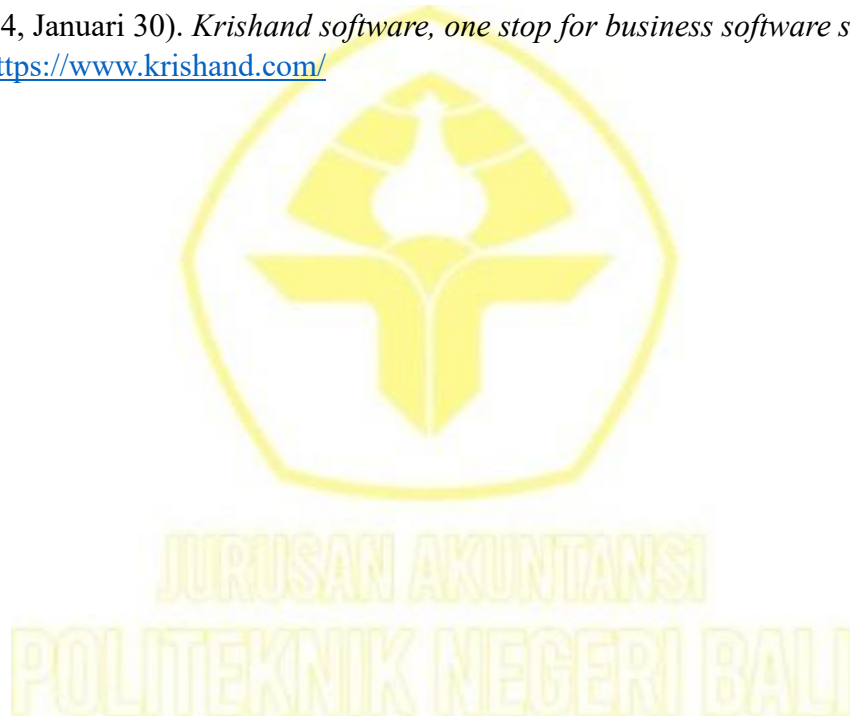 4, Januari 30). Krishand software, one stop for business software s
ttps://www.krishand.com/
JURUSAN AKUNTANSI
POLITEKNIK NEGERI BALI